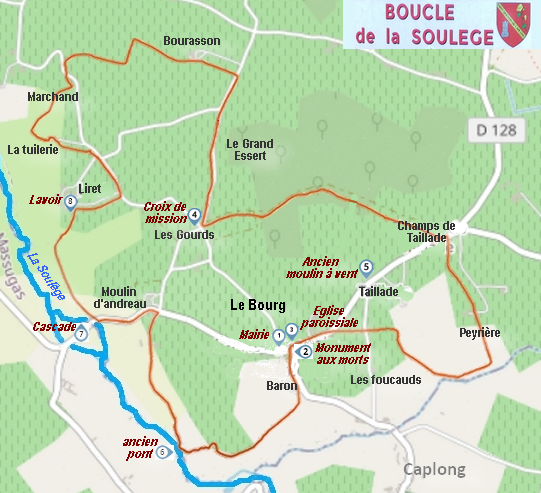 BOUCLE
de la SOULEGE
Bourasson
Marchand
D 128
Le Grand
Essert
La tuilerie
Liret
Lavoir
8
Croix de
mission
4
Les Gourds
Champs de
Taillade
Massugas
La Soulège
Ancien
moulin à vent
5
Moulin
d'andreau
Taillade
Le Bourg
Eglise
paroissiale
Cascade
7
Mairie
1
3
Peyrière
2
Monument
aux morts
Baron
Les foucauds
ancien
pont
6
Caplong